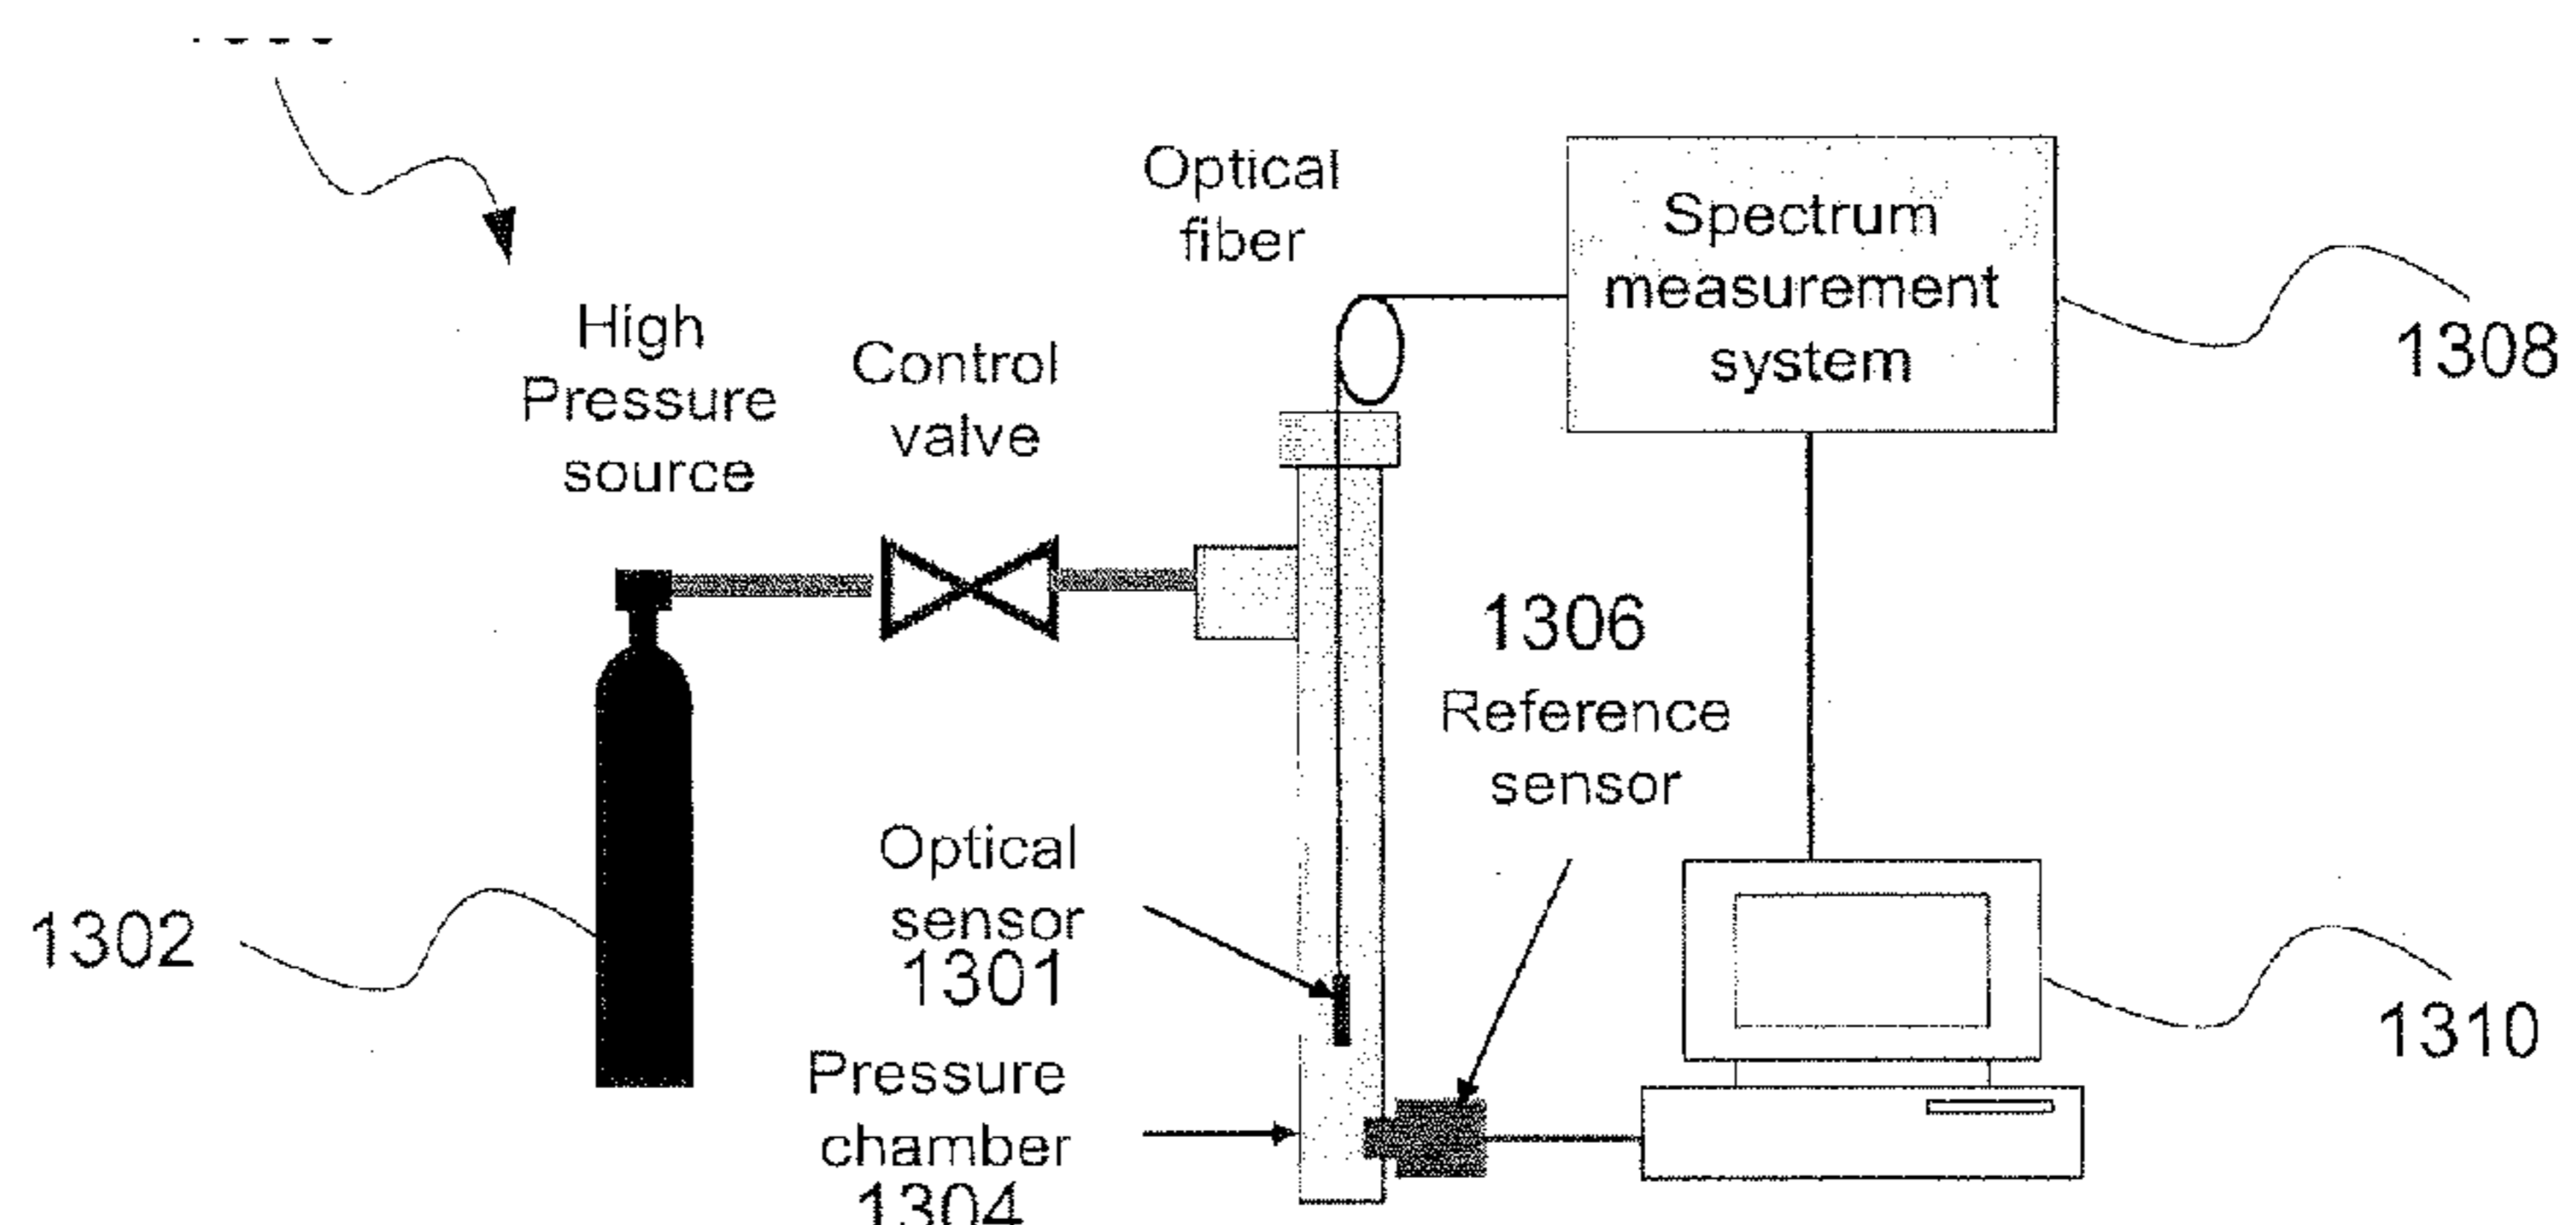 Optical
fiber
Spectrum
measurement
system
1308
High
Pressure
source
Control
valve
1306
Reference
sensor
Optical
sensor
1301
1302
1310
Pressure
chamber
1304